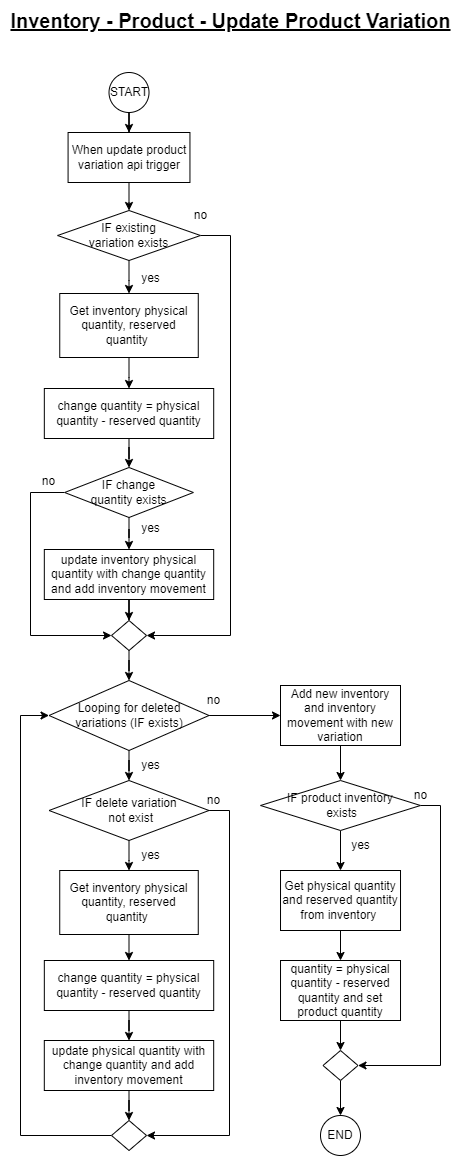 Inventory - Product - Update Product Variation
START
When update product
variation api trigger
no
IF existing
variation exists
yes
Get inventory physical
quantity, reserved
quantity
change quantity = physical
quantity - reserved quantity
no
IF change
quantity exists
yes
update inventory physical
quantity with change quantity
and add inventory movement
Looping for deleted
variations (IF exists)
no
yes
IF delete variation
not exist
no
yes
Get inventory physical
quantity, reserved
quantity
change quantity = physical
quantity - reserved quantity
update physical quantity with
change quantity and add
inventory movement
Add new inventory
and inventory
movement with new
variation
IF product inventory
exists
no
yes
Get physical quantity
and reserved quantity
from inventory
quantity = physical
quantity - reserved
quantity and set
product quantity
END